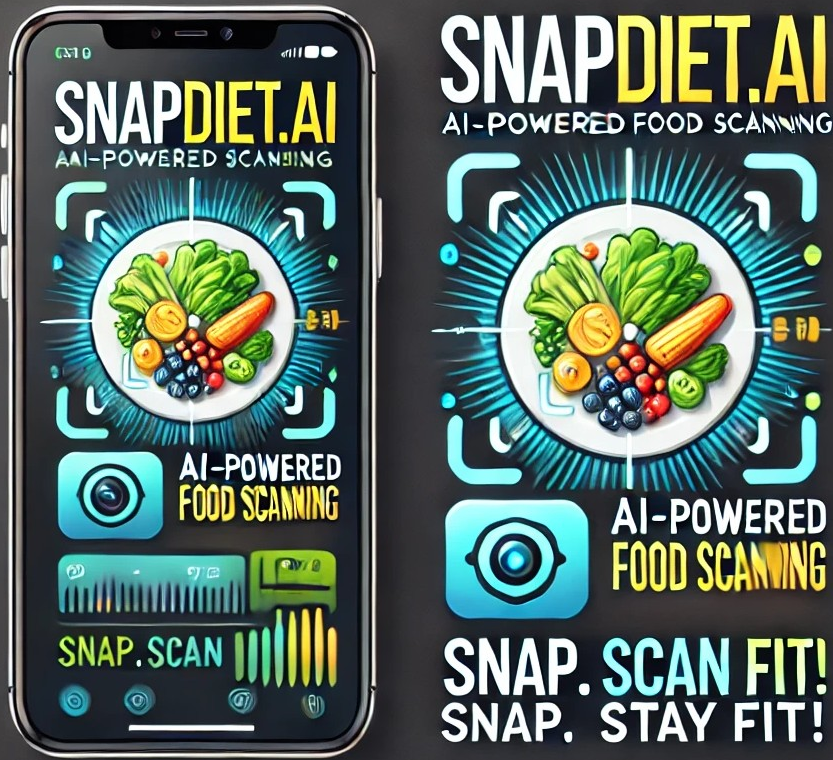 SNAPDIET.AI
AAI-POWERED SCANNING
AI-POWERED
FOOD SCANNING
SNAP. SCAN
SNAPDIET.AI
AI-POWERED FOOD SCANNING
AI-POWERED
FOOD SCANNING
SNAP. SCAN FIT!
SNAP. STAY FIT!